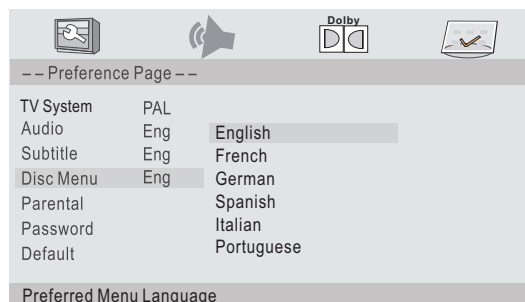 Dolby
-- Preference Page --
TV System PAL
Audio Eng English
Subtitle Eng French
Disc Menu Eng German
Parental Spanish
Password Italian
Default Portuguese
Preferred Menu Language